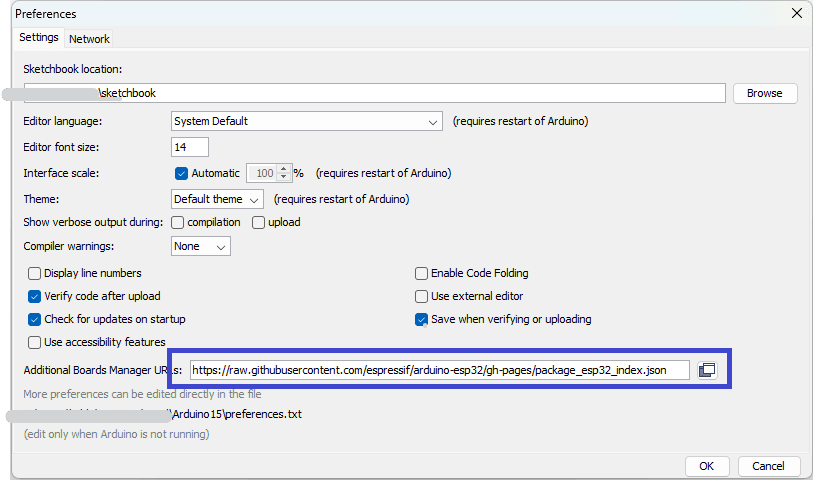 Preferences
Settings Network
Sketchbook location:
\sketchbook Browse
Editor language: System Default (requires restart of Arduino)
Editor font size: 14
Interface scale: Automatic 100 % (requires restart of Arduino)
Theme: Default theme (requires restart of Arduino)
Show verbose output during: compilation upload
Compiler warnings: None
Display line numbers Enable Code Folding
Verify code after upload Use external editor
Check for updates on startup Save when verifying or uploading
Use accessibility features
Additional Boards Manager URLs: https://raw.githubusercontent.com/espressif/arduino-esp32/gh-pages/package_esp32_index.json
More preferences can be edited directly in the file
\Arduino15\preferences.txt
(edit only when Arduino is not running)
OK Cancel